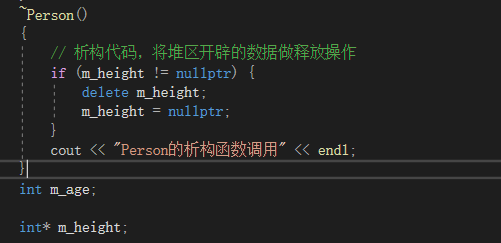 ~Person()
{
// 析构代码，将堆区开辟的数据做释放操作
if (m_height != nullptr) {
delete m_height;
m_height = nullptr;
}
cout << "Person的析构函数调用" << endl;
}
int m_age;
int* m_height;